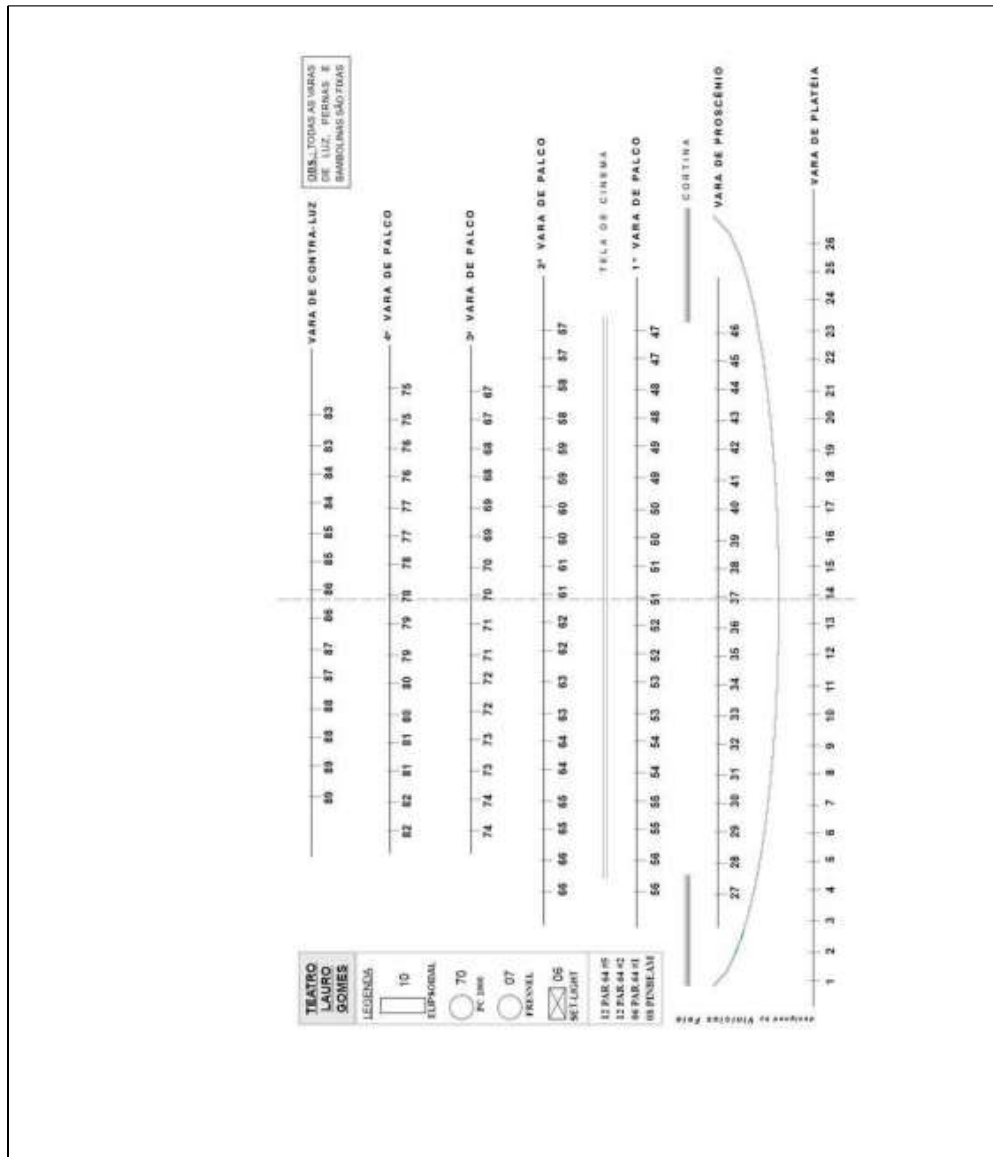 TEATRO
LAURO
GOMES
LEGENDA
10
ELIPSOIDAL
70
PC 1000
07
FRESNEL
06
SET-LIGHT
12 PAR 64 #5
12 PAR 64 #2
06 PAR 64 #1
08 PINBEAM
OBS.: TODAS AS VARAS
DE LUZ, PERNAS E
BAMBOLINAS SÃO FIXAS
VARA DE CONTRA-LUZ
89 89 88 88 87 87 86 86 85 85 84 84 83 83
4ª VARA DE PALCO
82 82 81 81 80 80 79 79 78 78 77 77 76 76 75 75
3ª VARA DE PALCO
74 74 73 73 72 72 71 71 70 70 69 69 68 68 67 67
2ª VARA DE PALCO
66 66 65 65 64 64 63 63 62 62 61 61 60 60 59 59 58 58 57 57
TELA DE CINEMA
1ª VARA DE PALCO
56 56 55 55 54 54 53 53 52 52 51 51 50 50 49 49 48 48 47 47
CORTINA
VARA DE PROSCÊNIO
27 28 29 30 31 32 33 34 35 36 37 38 39 40 41 42 43 44 45 46
VARA DE PLATÉIA
1 2 3 4 5 6 7 8 9 10 11 12 13 14 15 16 17 18 19 20 21 22 23 24 25 26
designed by Vinicius